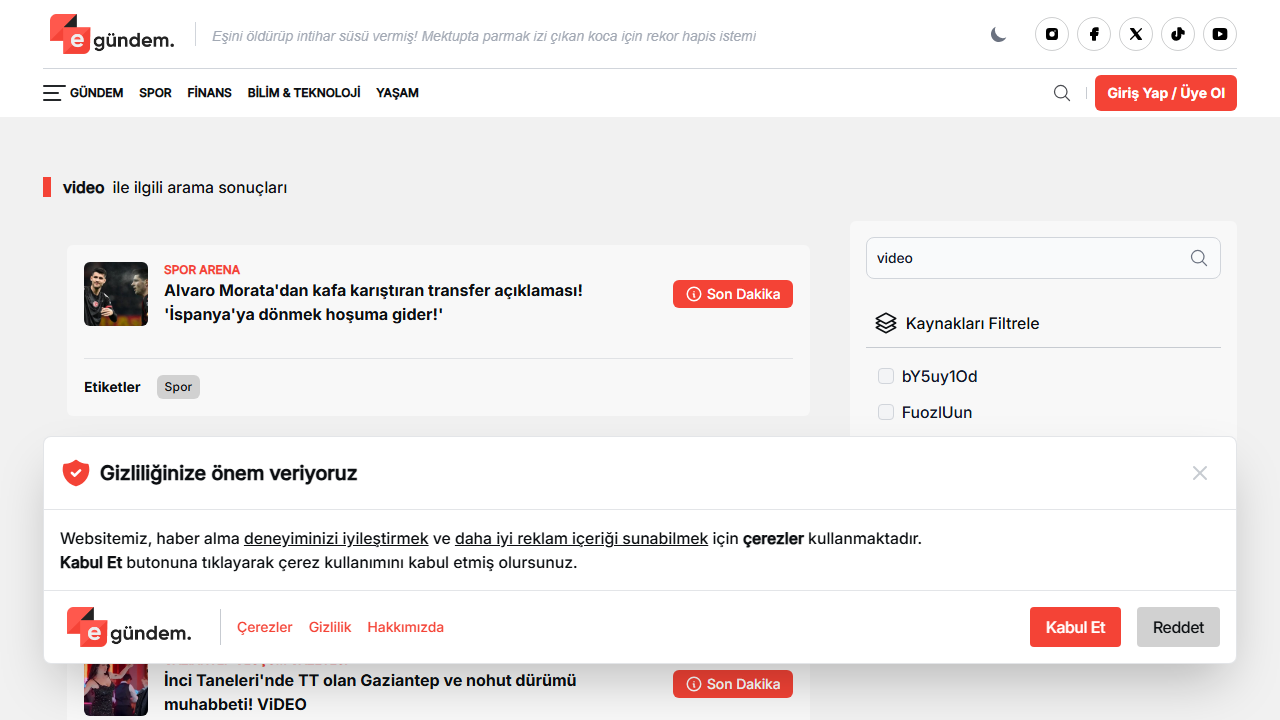 e gündem.
Eşini öldürüp intihar süsü vermiş! Mektupta parmak izi çıkan koca için rekor hapis istemi
GÜNDEM SPOR FİNANS BİLİM & TEKNOLOJİ YAŞAM
Giriş Yap / Üye Ol
video ile ilgili arama sonuçları
SPOR ARENA
Alvaro Morata'dan kafa karıştıran transfer açıklaması!
'İspanya'ya dönmek hoşuma gider!'
Son Dakika
Etiketler Spor
video
Kaynakları Filtrele
bY5uy1Od
FuozlUun
Gizliliğinize önem veriyoruz
Websitemiz, haber alma deneyiminizi iyileştirmek ve daha iyi reklam içeriği sunabilmek için çerezler kullanmaktadır.
Kabul Et butonuna tıklayarak çerez kullanımını kabul etmiş olursunuz.
e gündem.
Çerezler Gizlilik Hakkımızda
Kabul Et Reddet
İnci Taneleri'nde TT olan Gaziantep ve nohut dürümü
muhabbeti! ViDEO
Son Dakika